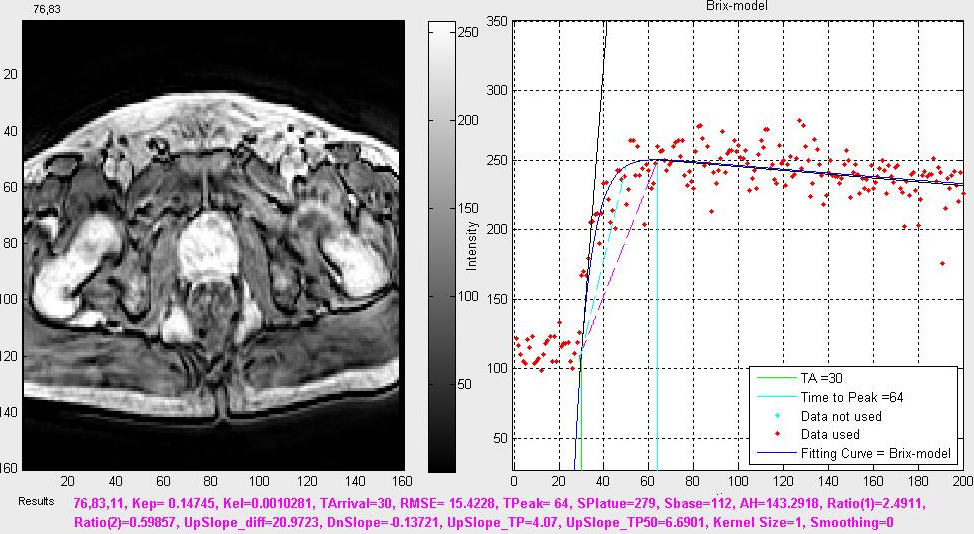 76,83
20
40
60
80
100
120
140
160
20 40 60 80 100 120 140 160
250
200
150
100
50
Brix-model
Intensity
350
300
250
200
150
100
50
0 20 40 60 80 100 120 140 160 180 200
TA =30
Time to Peak =64
Data not used
Data used
Fitting Curve = Brix-model
Results
76,83,11, Kep= 0.14745, Kel=0.0010281, TArrival=30, RMSE= 15.4228, TPeak= 64, SPlatue=279, Sbase=112, AH=143.2918, Ratio(1)=2.4911,
Ratio(2)=0.59857, UpSlope_diff=20.9723, DnSlope=-0.13721, UpSlope_TP=4.07, UpSlope_TP50=6.6901, Kernel Size=1, Smoothing=0